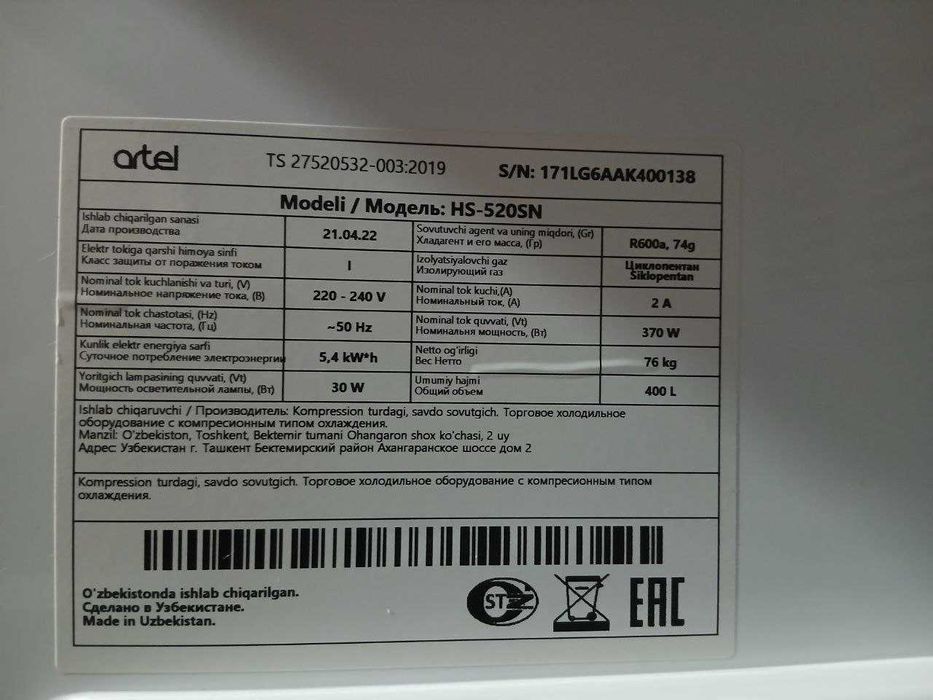 artel
TS 27520532-003:2019
S/N: 171LG6AAK400138
Modeli / Модель: HS-520SN
Ishlab chiqarilgan sanasi
Дата производства
21.04.22
Sovutuvchi agent va uning miqdori, (Gr)
Хладагент и его масса, (Гр)
R600a, 74g
Elektr tokiga qarshi himoya sinfi
Класс защиты от поражения током
I
Izolyatsiyalovchi gaz
Изолирующий газ
Циклопентан
Siklopentan
Nominal tok kuchlanishi va turi, (V)
Номинальное напряжение тока, (В)
220 - 240 V
Nominal tok kuchi,(A)
Номинальный ток, (А)
2 A
Nominal tok chastotasi, (Hz)
Номинальная частота, (Гц)
~50 Hz
Nominal tok quvvati, (Vt)
Номинальня мощность, (Вт)
370 W
Kunlik elektr energiya sarfi
Суточное потребление электроэнергии
5,4 kW*h
Netto og'irligi
Вес Нетто
76 kg
Yoritgich lampasining quvvati, (Vt)
Мощность осветительной лампы, (Вт)
30 W
Umumiy hajmi
Общий объем
400 L
Ishlab chiqaruvchi / Производитель: Kompression turdagi, savdo sovutgich. Торговое холодильное
оборудование с компресионным типом охлаждения.
Manzil: O'zbekiston, Toshkent, Bektemir tumani Ohangaron shox ko'chasi, 2 uy
Адрес: Узбекистан г. Ташкент Бектемирский район Ахангаранское шоссе дом 2
Kompression turdagi, savdo sovutgich. Торговое холодильное оборудование с компресионным типом
охлаждения.
O'zbekistonda ishlab chiqarilgan.
Сделано в Узбекистане.
Made in Uzbekistan.
EAC